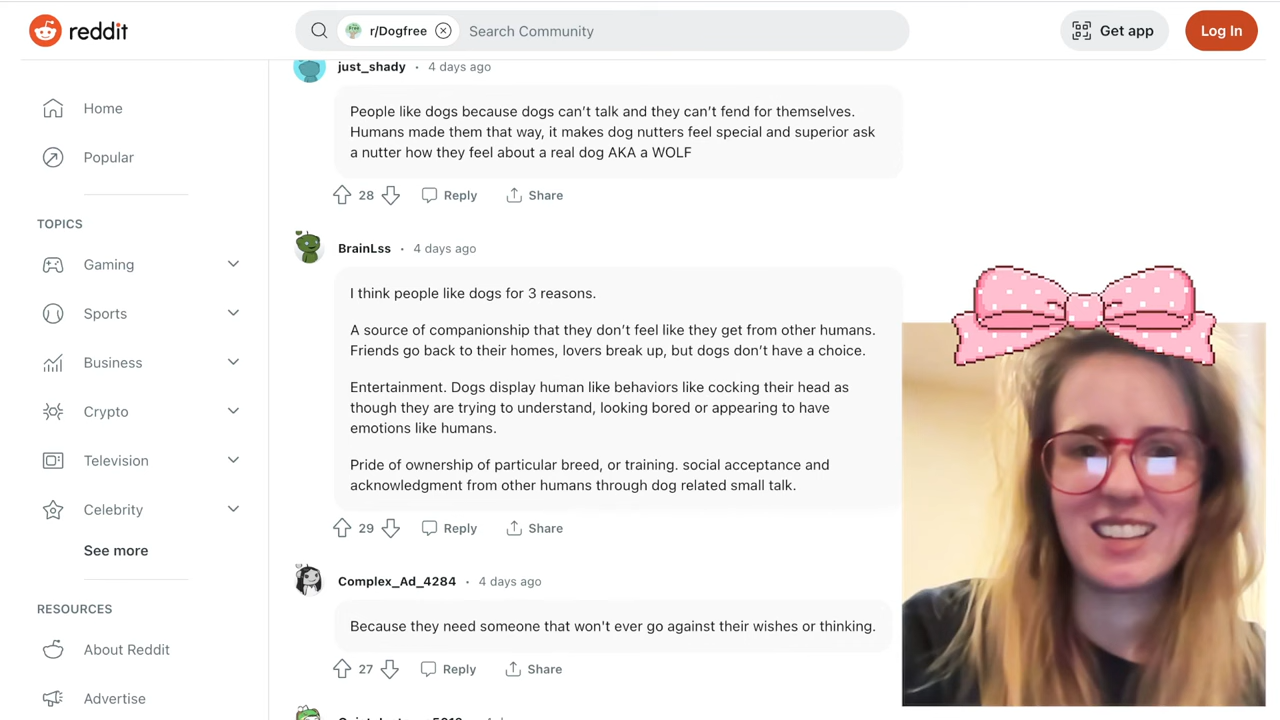 reddit
r/Dogfree
Search Community
Get app
Log In
Home
Popular
TOPICS
Gaming
Sports
Business
Crypto
Television
Celebrity
See more
RESOURCES
About Reddit
Advertise
just_shady • 4 days ago
People like dogs because dogs can't talk and they can't fend for themselves.
Humans made them that way, it makes dog nutters feel special and superior ask
a nutter how they feel about a real dog AKA a WOLF
28 Reply Share
BrainLss • 4 days ago
I think people like dogs for 3 reasons.
A source of companionship that they don't feel like they get from other humans.
Friends go back to their homes, lovers break up, but dogs don't have a choice.
Entertainment. Dogs display human like behaviors like cocking their head as
though they are trying to understand, looking bored or appearing to have
emotions like humans.
Pride of ownership of particular breed, or training. social acceptance and
acknowledgment from other humans through dog related small talk.
29 Reply Share
Complex_Ad_4284 • 4 days ago
Because they need someone that won't ever go against their wishes or thinking.
27 Reply Share